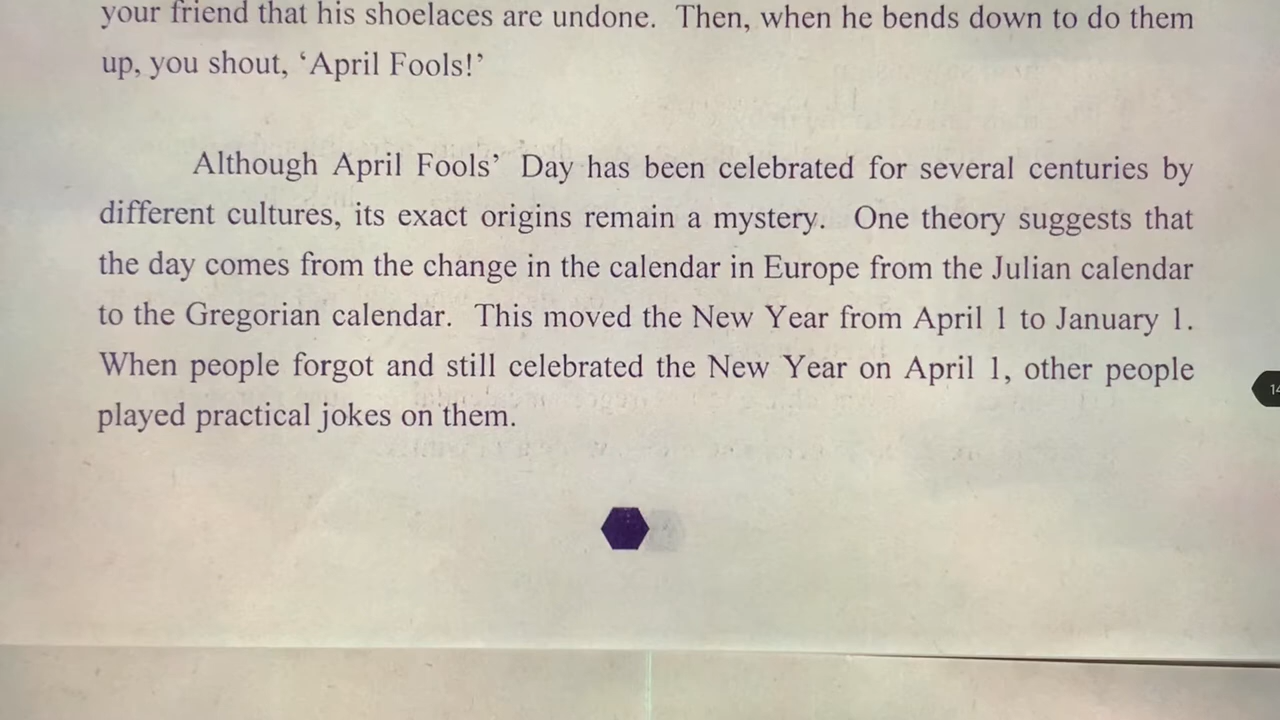 your friend that his shoelaces are undone. Then, when he bends down to do them
up, you shout, ‘April Fools!’
Although April Fools’ Day has been celebrated for several centuries by
different cultures, its exact origins remain a mystery. One theory suggests that
the day comes from the change in the calendar in Europe from the Julian calendar
to the Gregorian calendar. This moved the New Year from April 1 to January 1.
When people forgot and still celebrated the New Year on April 1, other people
played practical jokes on them.